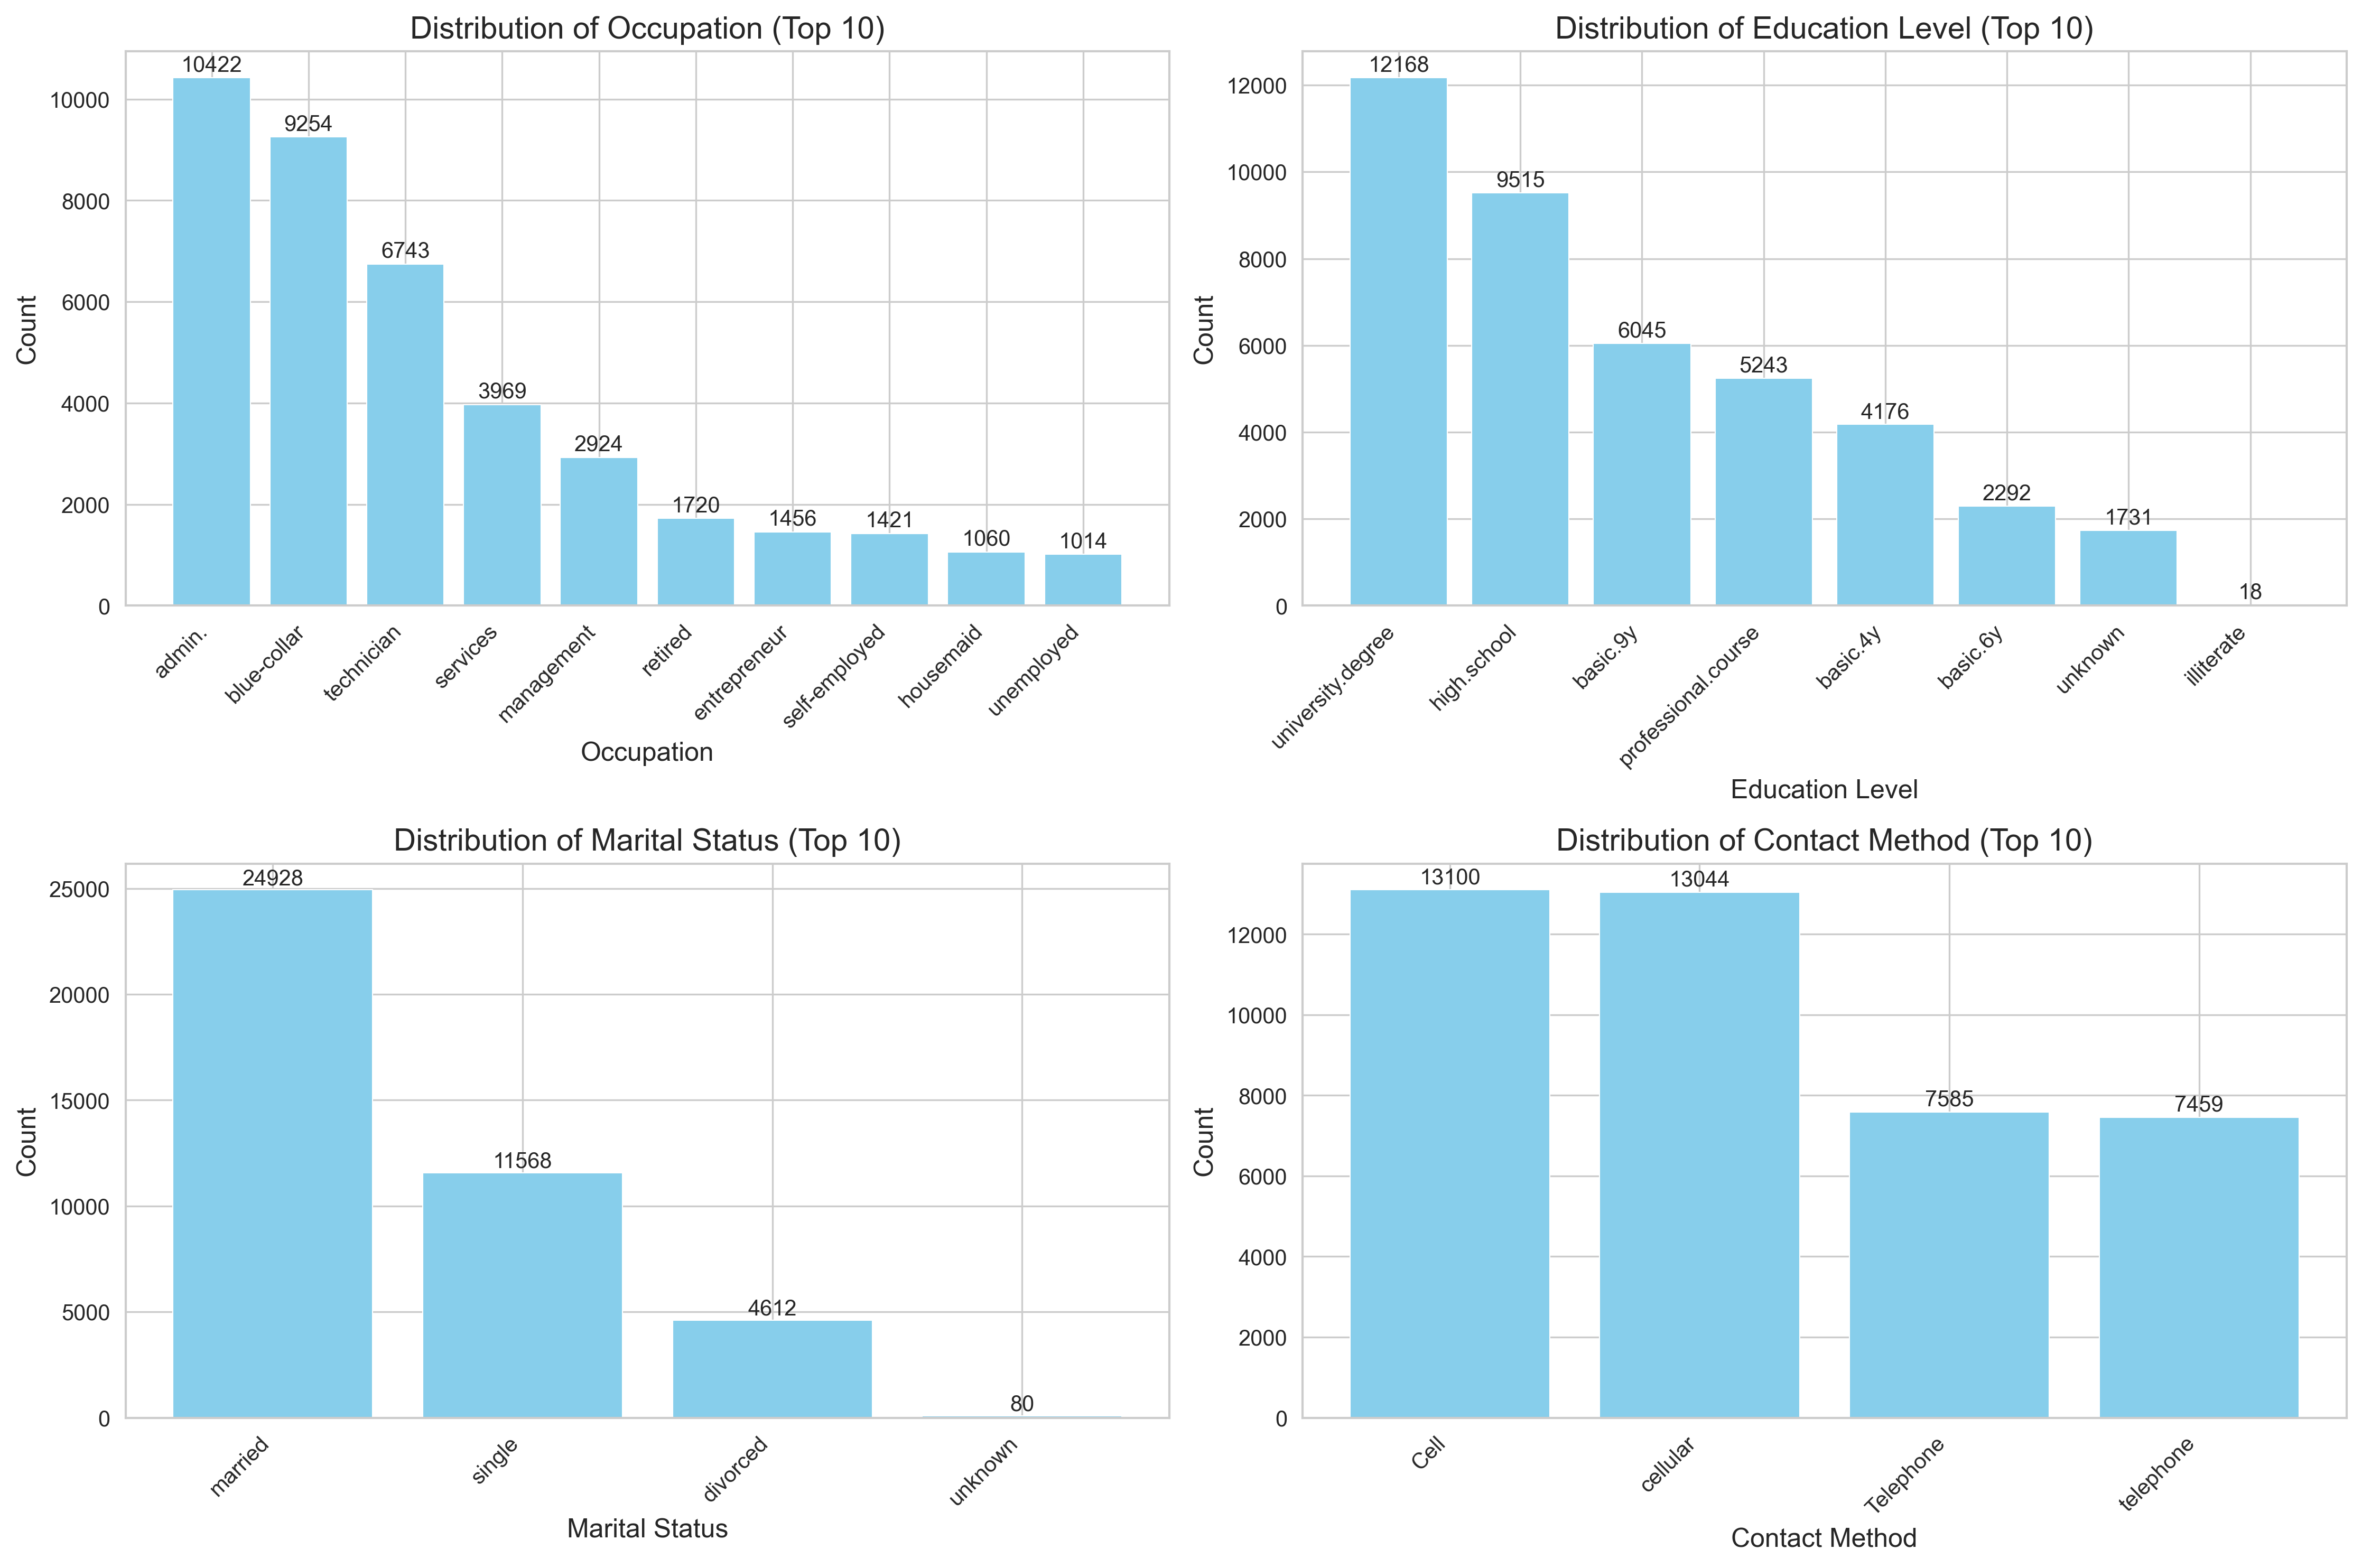 Distribution of Occupation (Top 10)
Count
10000
8000
6000
4000
2000
0
10422
9254
6743
3969
2924
1720
1456
1421
1060
1014
admin.
blue-collar
technician
services
management
retired
entrepreneur
self-employed
housemaid
unemployed
Occupation
Distribution of Education Level (Top 10)
Count
12000
10000
8000
6000
4000
2000
0
12168
9515
6045
5243
4176
2292
1731
18
university.degree
high.school
basic.9y
professional.course
basic.4y
basic.6y
unknown
illiterate
Education Level
Distribution of Marital Status (Top 10)
Count
25000
20000
15000
10000
5000
0
24928
11568
4612
80
married
single
divorced
unknown
Marital Status
Distribution of Contact Method (Top 10)
Count
12000
10000
8000
6000
4000
2000
0
13100
13044
7585
7459
Cell
cellular
Telephone
telephone
Contact Method